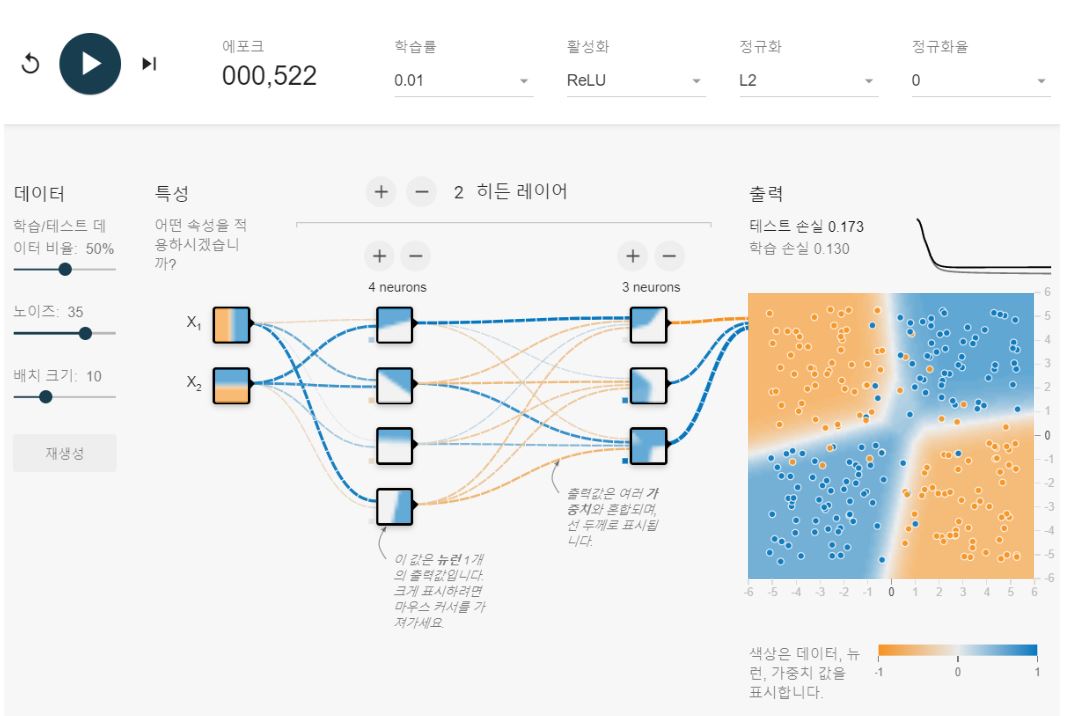 에포크
000,522
학습률
0.01
활성화
ReLU
정규화
L2
정규화율
0
데이터
학습/테스트 데
이터 비율: 50%
노이즈: 35
배치 크기: 10
재생성
특성
어떤 속성을 적
용하시겠습니
까?
X1
X2
2 히든 레이어
4 neurons
3 neurons
이 값은 뉴런 1개
의 출력값입니다.
크게 표시하려면
마우스 커서를 가
져가세요.
출력값은 여러 가
중치와 혼합되며,
선 두께로 표시됩
니다.
출력
테스트 손실 0.173
학습 손실 0.130
6
5
4
3
2
1
0
-1
-2
-3
-4
-5
-6
-6 -5 -4 -3 -2 -1 0 1 2 3 4 5 6
색상은 데이터, 뉴
런, 가중치 값을
표시합니다.
-1 0 1